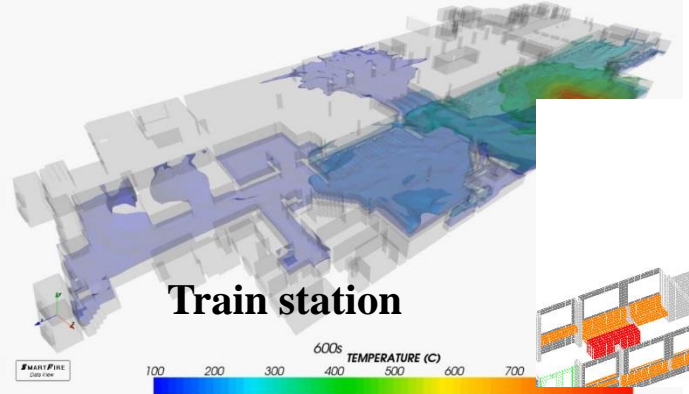 Train station
SMARTFIRE
Data View
600s
TEMPERATURE (C)
100 200 300 400 500 600 700